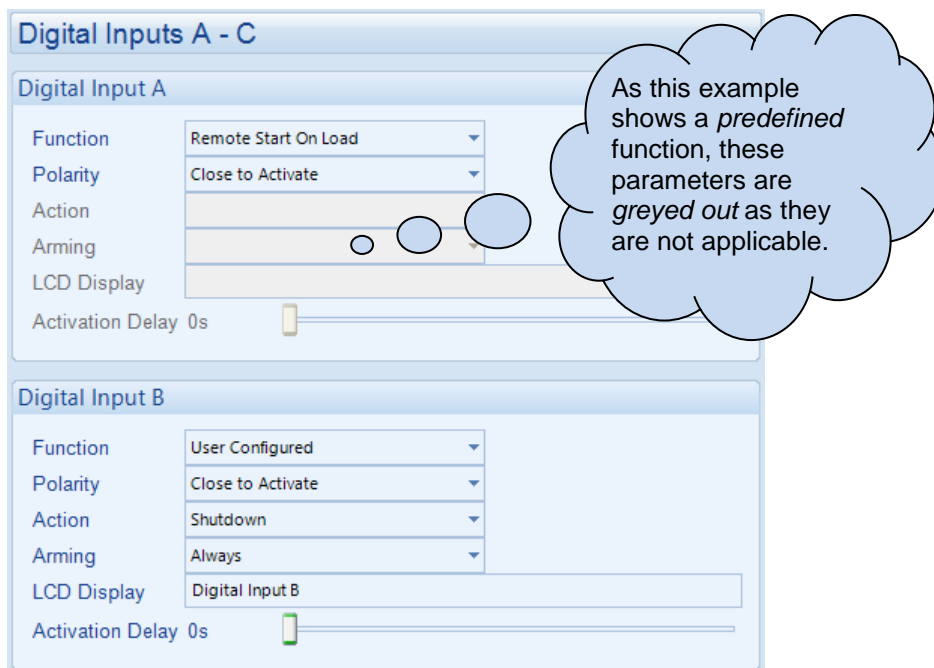 Digital Inputs A - C
Digital Input A
Function Remote Start On Load
Polarity Close to Activate
Action
Arming
LCD Display
Activation Delay 0s
As this example
shows a predefined
function, these
parameters are
greyed out as they
are not applicable.
Digital Input B
Function User Configured
Polarity Close to Activate
Action Shutdown
Arming Always
LCD Display Digital Input B
Activation Delay 0s